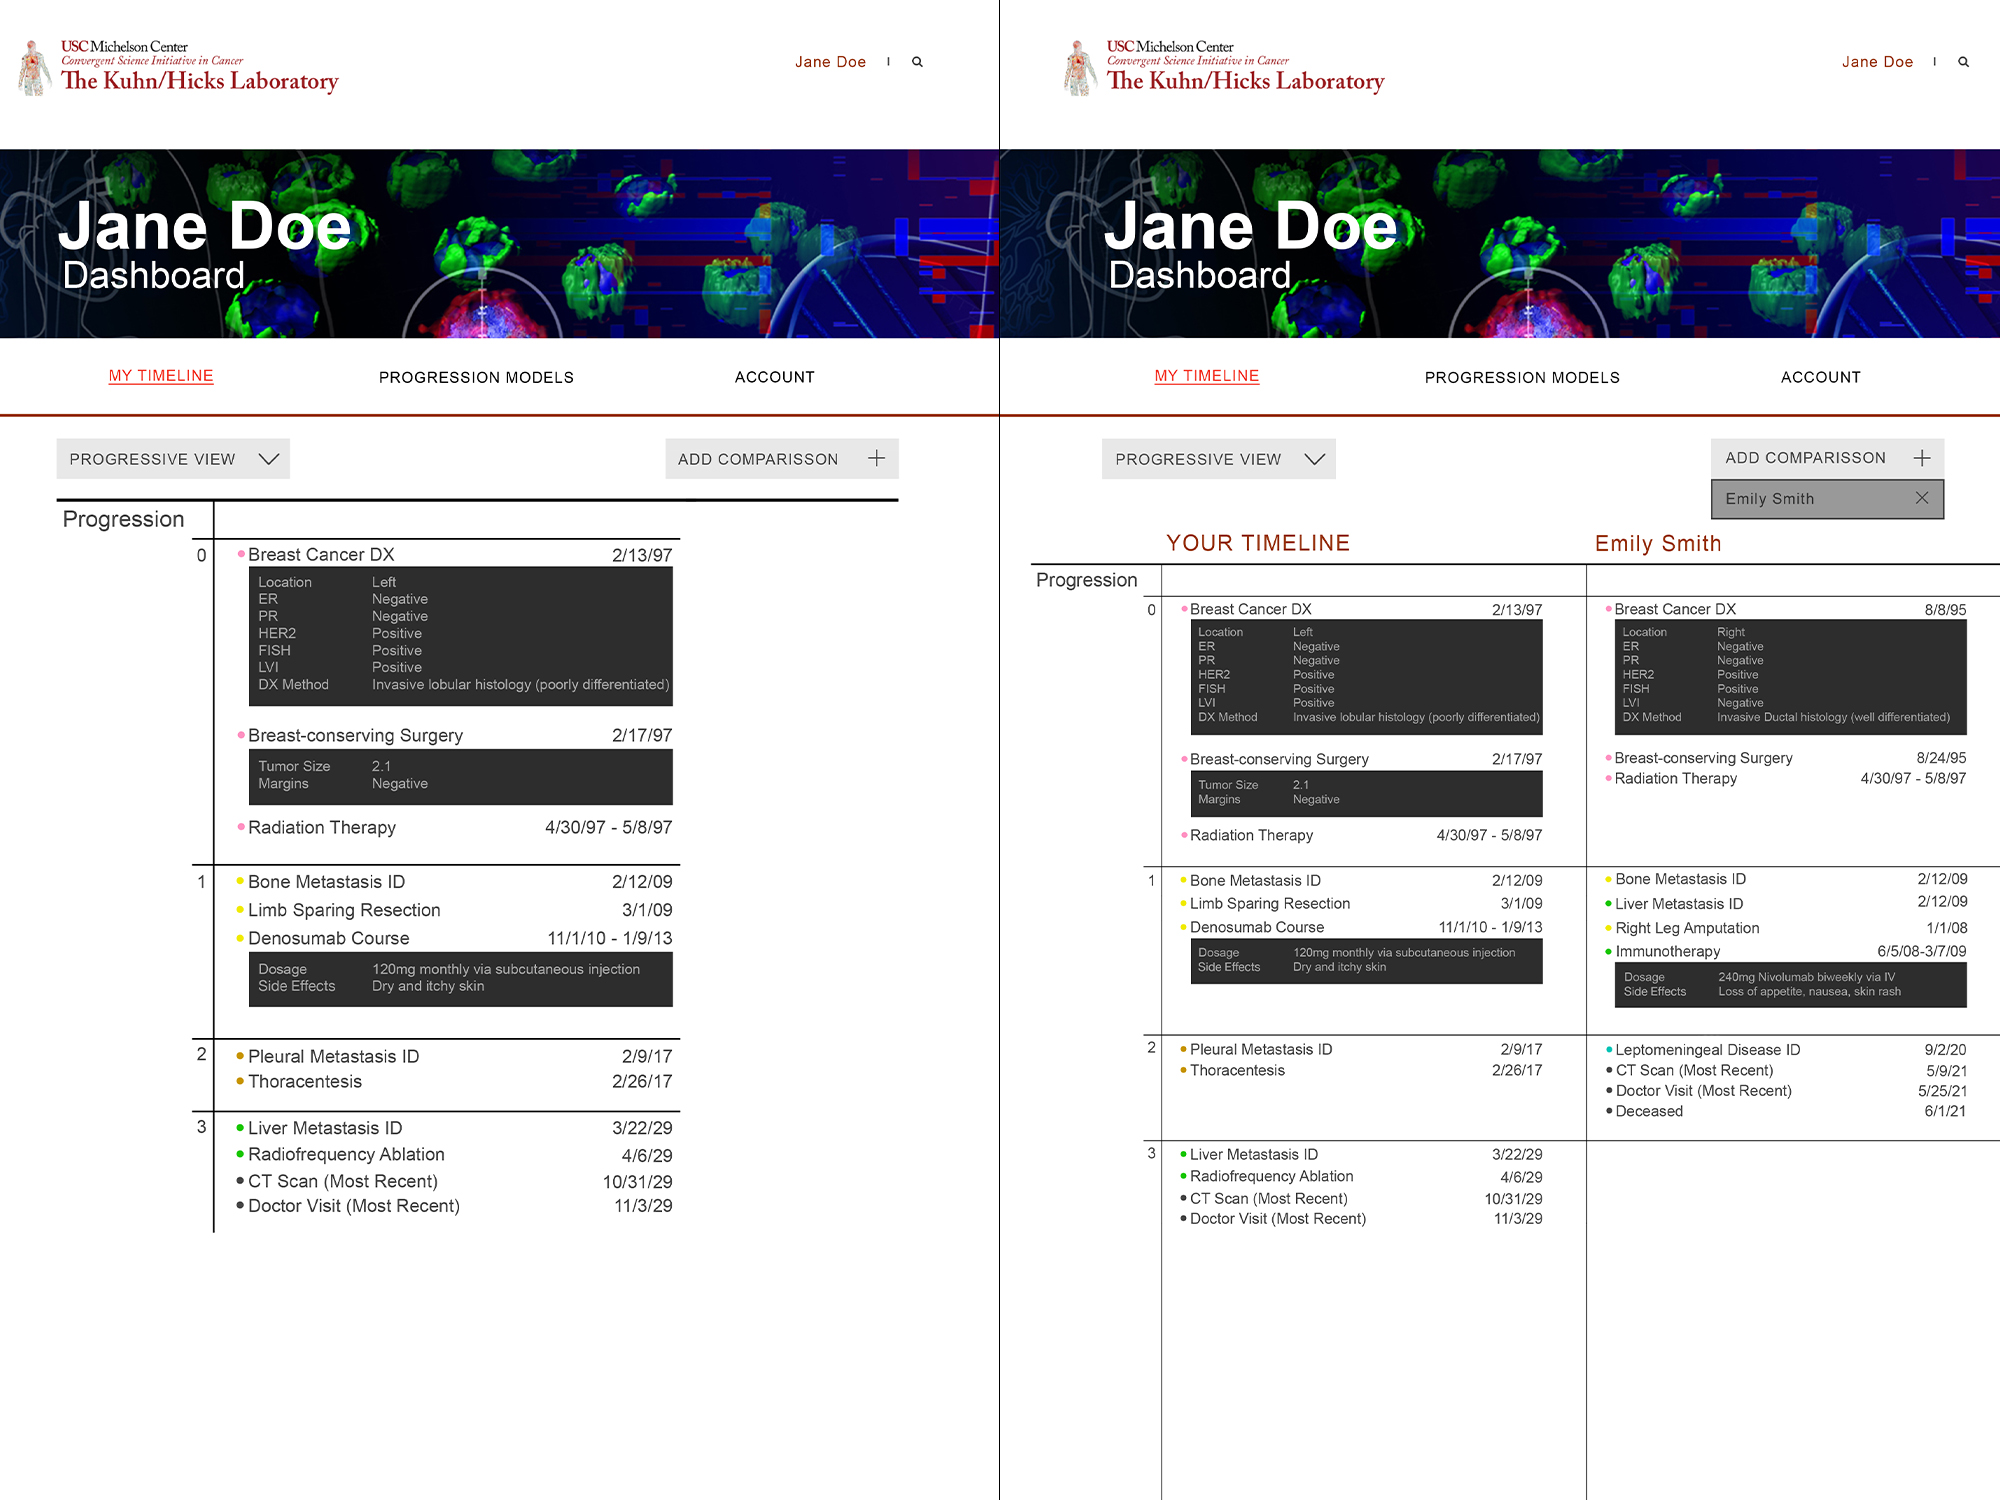 USC Michelson Center
Convergent Science Initiative in Cancer
The Kuhn/Hicks Laboratory
Jane Doe
Jane Doe
Dashboard
MY TIMELINE
PROGRESSION MODELS
ACCOUNT
PROGRESSIVE VIEW
ADD COMPARISSON
Progression
0
Breast Cancer DX 2/13/97
Location Left
ER Negative
PR Negative
HER2 Positive
FISH Positive
LVI Positive
DX Method Invasive lobular histology (poorly differentiated)
Breast-conserving Surgery 2/17/97
Tumor Size 2.1
Margins Negative
Radiation Therapy 4/30/97 - 5/8/97
1
Bone Metastasis ID 2/12/09
Limb Sparing Resection 3/1/09
Denosumab Course 11/1/10 - 1/9/13
Dosage 120mg monthly via subcutaneous injection
Side Effects Dry and itchy skin
2
Pleural Metastasis ID 2/9/17
Thoracentesis 2/26/17
3
Liver Metastasis ID 3/22/29
Radiofrequency Ablation 4/6/29
CT Scan (Most Recent) 10/31/29
Doctor Visit (Most Recent) 11/3/29
USC Michelson Center
Convergent Science Initiative in Cancer
The Kuhn/Hicks Laboratory
Jane Doe
Jane Doe
Dashboard
MY TIMELINE
PROGRESSION MODELS
ACCOUNT
PROGRESSIVE VIEW
ADD COMPARISSON
Emily Smith
YOUR TIMELINE
Emily Smith
Progression
0
Breast Cancer DX 2/13/97
Location Left
ER Negative
PR Negative
HER2 Positive
FISH Positive
LVI Positive
DX Method Invasive lobular histology (poorly differentiated)
Breast-conserving Surgery 2/17/97
Tumor Size 2.1
Margins Negative
Radiation Therapy 4/30/97 - 5/8/97
Breast Cancer DX 8/8/95
Location Right
ER Negative
PR Negative
HER2 Positive
FISH Positive
LVI Negative
DX Method Invasive Ductal histology (well differentiated)
Breast-conserving Surgery 8/24/95
Radiation Therapy 4/30/97 - 5/8/97
1
Bone Metastasis ID 2/12/09
Limb Sparing Resection 3/1/09
Denosumab Course 11/1/10 - 1/9/13
Dosage 120mg monthly via subcutaneous injection
Side Effects Dry and itchy skin
Bone Metastasis ID 2/12/09
Liver Metastasis ID 2/12/09
Right Leg Amputation 1/1/08
Immunotherapy 6/5/08-3/7/09
Dosage 240mg Nivolumab biweekly via IV
Side Effects Loss of appetite, nausea, skin rash
2
Pleural Metastasis ID 2/9/17
Thoracentesis 2/26/17
Leptomeningeal Disease ID 9/2/20
CT Scan (Most Recent) 5/9/21
Doctor Visit (Most Recent) 5/25/21
Deceased 6/1/21
3
Liver Metastasis ID 3/22/29
Radiofrequency Ablation 4/6/29
CT Scan (Most Recent) 10/31/29
Doctor Visit (Most Recent) 11/3/29